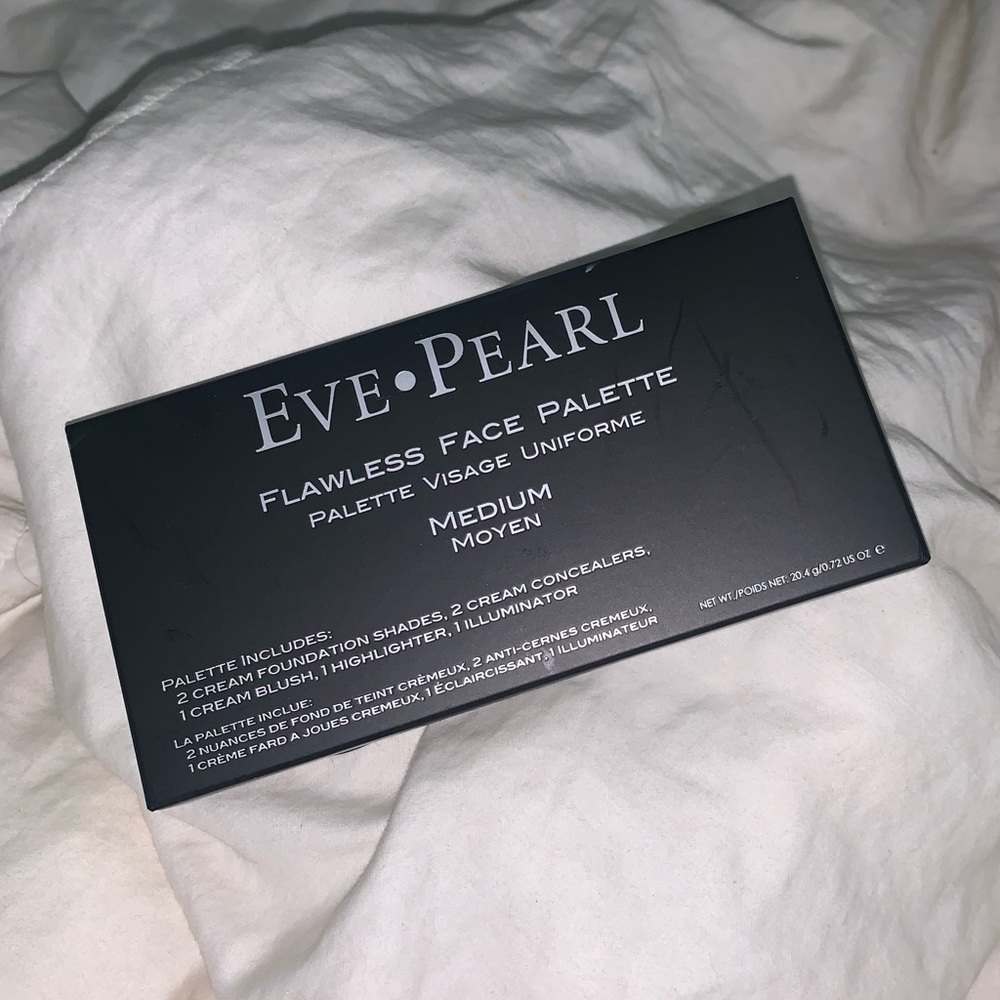 EVE•PEARL
FLAWLESS FACE PALETTE
PALETTE VISAGE UNIFORME
MEDIUM
MOYEN
PALETTE INCLUDES:
2 CREAM FOUNDATION SHADES, 2 CREAM CONCEALERS,
1 CREAM BLUSH, 1 HIGHLIGHTER, 1 ILLUMINATOR
LA PALETTE INCLUE:
2 NUANCES DE FOND DE TEINT CRÈMEUX, 2 ANTI-CERNES CREMEUX,
1 CRÈME FARD A JOUES CREMEUX, 1 ÉCLAIRCISSANT, 1 ILLUMINATEUR
NET WT./POIDS NET: 20.4 g/0.72 US OZ ℮